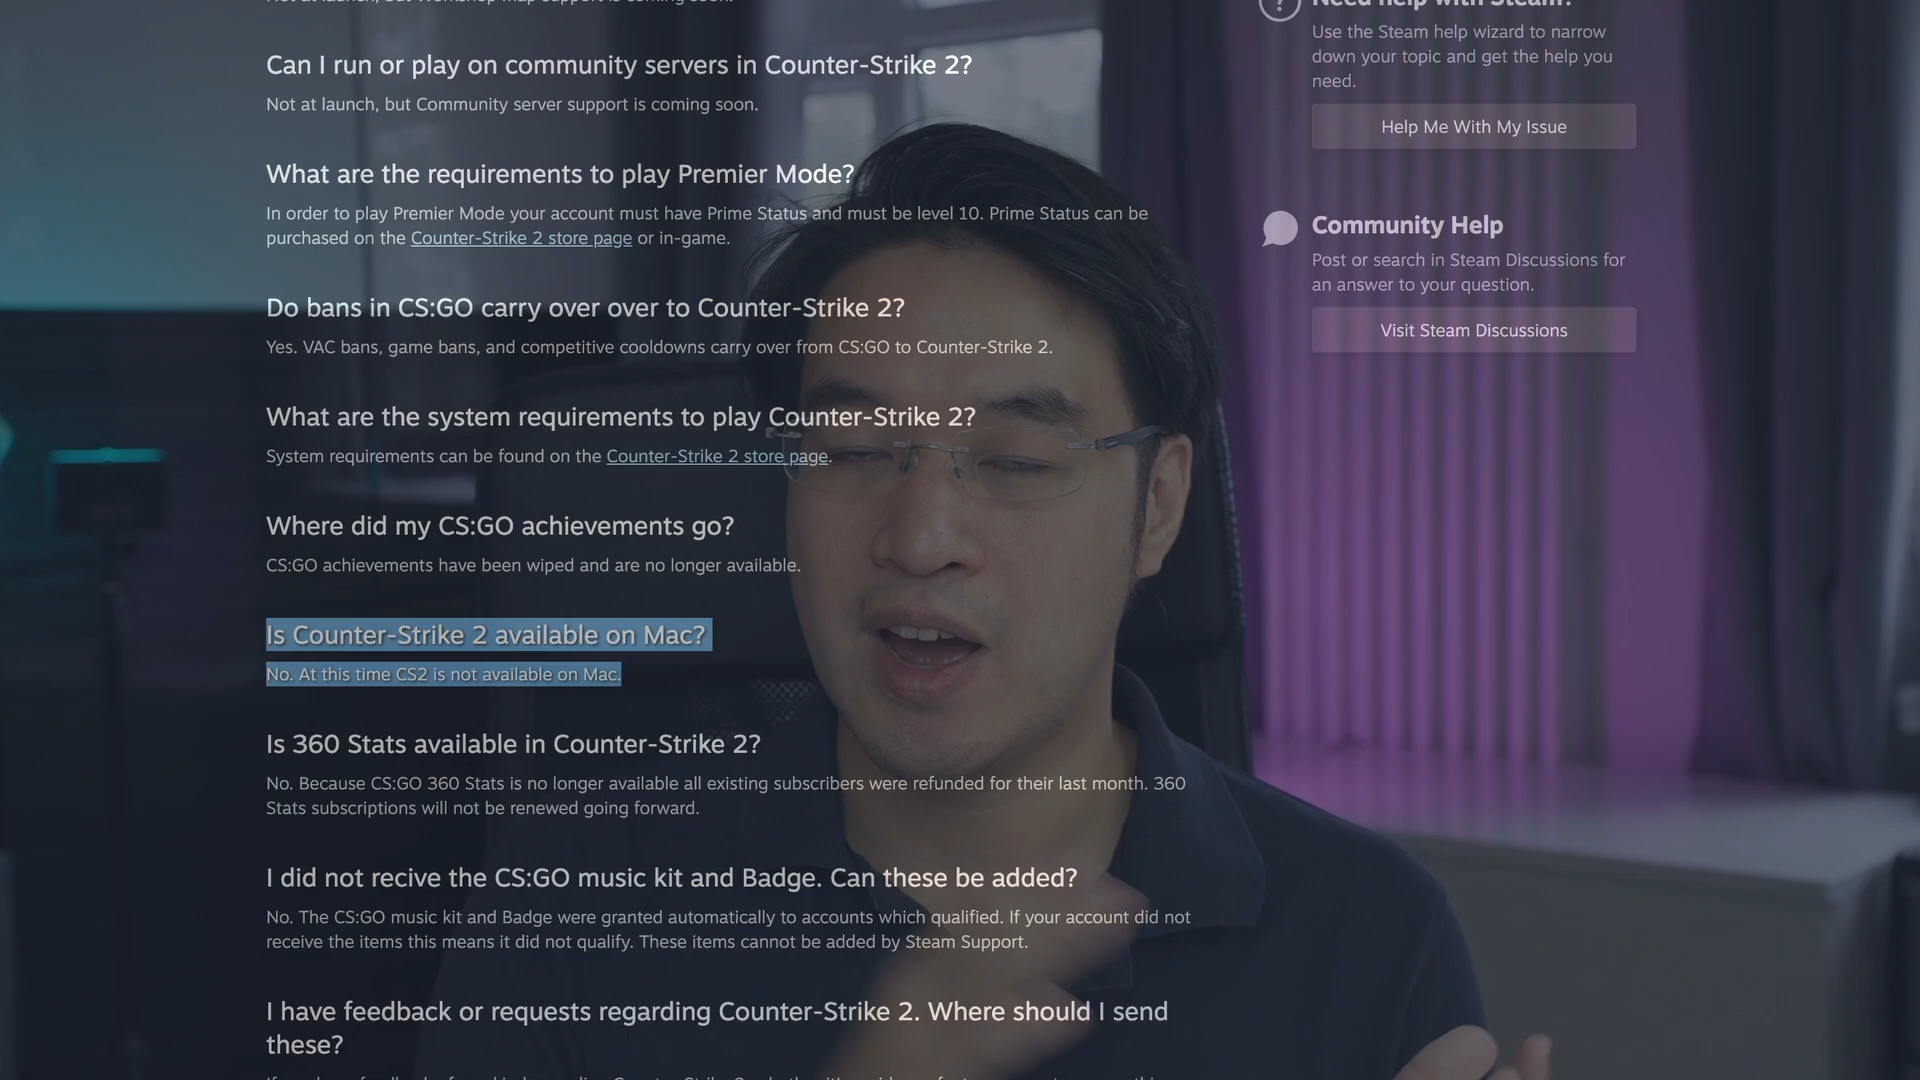 Not at launch, but Workshop map support is coming soon.
Can I run or play on community servers in Counter-Strike 2?
Not at launch, but Community server support is coming soon.
What are the requirements to play Premier Mode?
In order to play Premier Mode your account must have Prime Status and must be level 10. Prime Status can be
purchased on the Counter-Strike 2 store page or in-game.
Do bans in CS:GO carry over over to Counter-Strike 2?
Yes. VAC bans, game bans, and competitive cooldowns carry over from CS:GO to Counter-Strike 2.
What are the system requirements to play Counter-Strike 2?
System requirements can be found on the Counter-Strike 2 store page.
Where did my CS:GO achievements go?
CS:GO achievements have been wiped and are no longer available.
Is Counter-Strike 2 available on Mac?
No. At this time CS2 is not available on Mac.
Is 360 Stats available in Counter-Strike 2?
No. Because CS:GO 360 Stats is no longer available all existing subscribers were refunded for their last month. 360
Stats subscriptions will not be renewed going forward.
I did not recive the CS:GO music kit and Badge. Can these be added?
No. The CS:GO music kit and Badge were granted automatically to accounts which qualified. If your account did not
receive the items this means it did not qualify. These items cannot be added by Steam Support.
I have feedback or requests regarding Counter-Strike 2. Where should I send
these?
Need help with Steam?
Use the Steam help wizard to narrow
down your topic and get the help you
need.
Help Me With My Issue
Community Help
Post or search in Steam Discussions for
an answer to your question.
Visit Steam Discussions